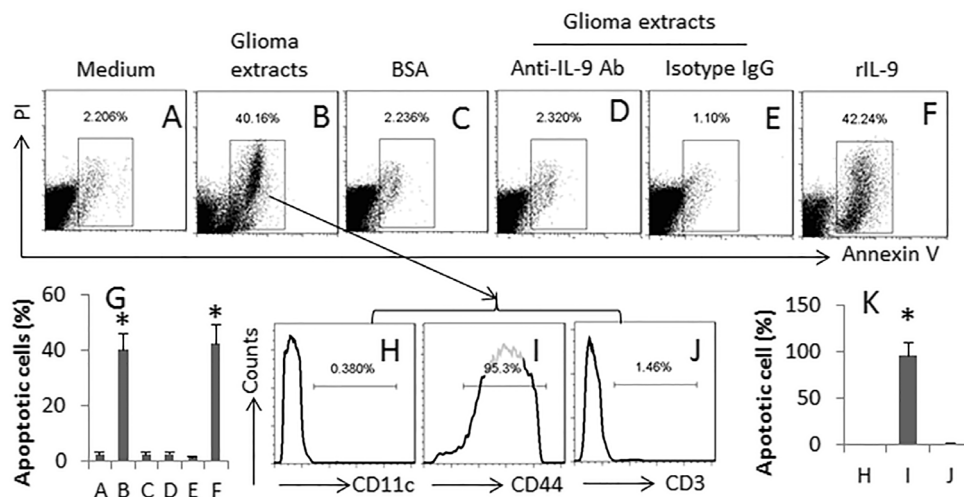 Glioma extracts
Medium
Glioma
extracts
BSA
Anti-IL-9 Ab
Isotype IgG
rIL-9
PI
2.206%
A
40.16%
B
2.236%
C
2.320%
D
1.10%
E
42.24%
F
Annexin V
Apoptotic cells (%)
60
40
20
0
G
*
*
A B C D E F
Counts
H
0.380%
CD11c
I
95.3%
CD44
J
1.46%
CD3
Apototic cell (%)
150
100
50
0
K
*
H I J